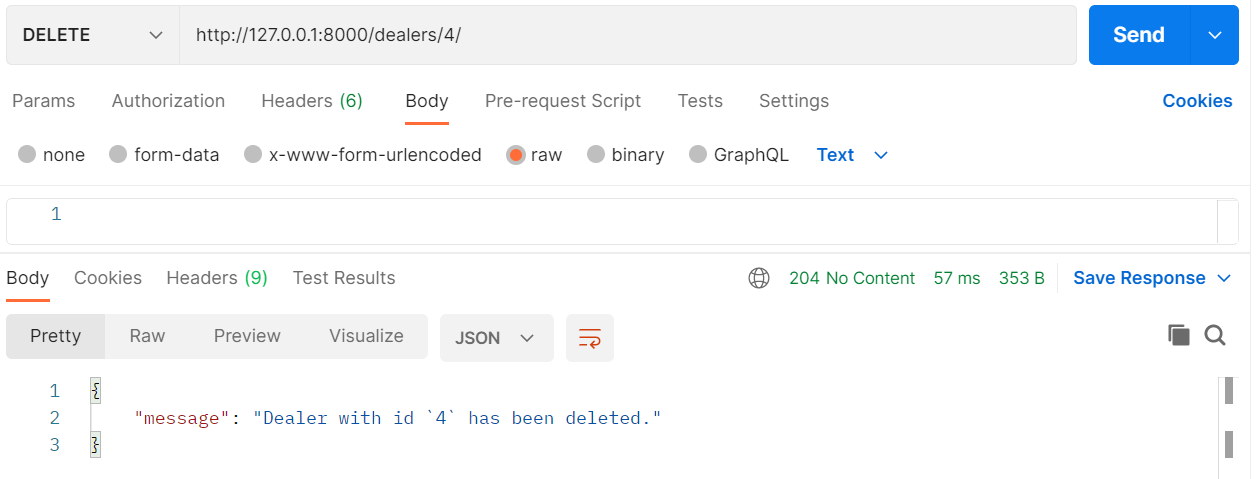 DELETE http://127.0.0.1:8000/dealers/4/ Send
Params Authorization Headers (6) Body Pre-request Script Tests Settings Cookies
none form-data x-www-form-urlencoded raw binary GraphQL Text
1
Body Cookies Headers (9) Test Results 204 No Content 57 ms 353 B Save Response
Pretty Raw Preview Visualize JSON
1 {
2 "message": "Dealer with id `4` has been deleted."
3 }